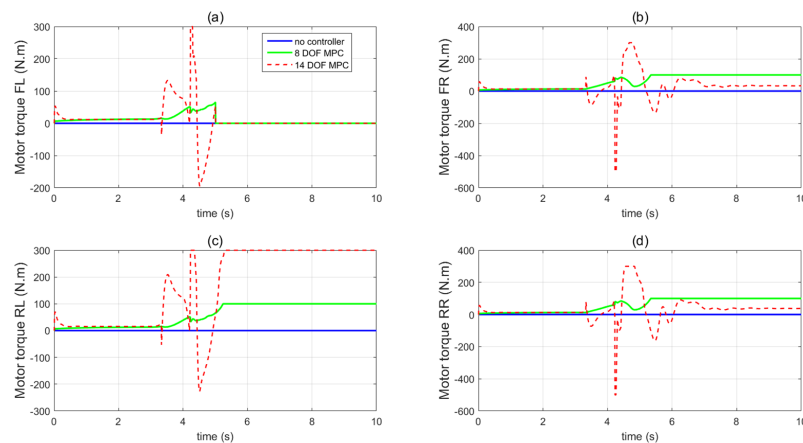 (a)
Motor torque FL (N.m)
300
200
100
0
-100
-200
0 2 4 6 8 10
time (s)
no controller
8 DOF MPC
14 DOF MPC
(b)
Motor torque FR (N.m)
400
200
0
-200
-400
-600
0 2 4 6 8 10
time (s)
(c)
Motor torque RL (N.m)
300
200
100
0
-100
-200
-300
0 2 4 6 8 10
time (s)
(d)
Motor torque RR (N.m)
400
200
0
-200
-400
-600
0 2 4 6 8 10
time (s)